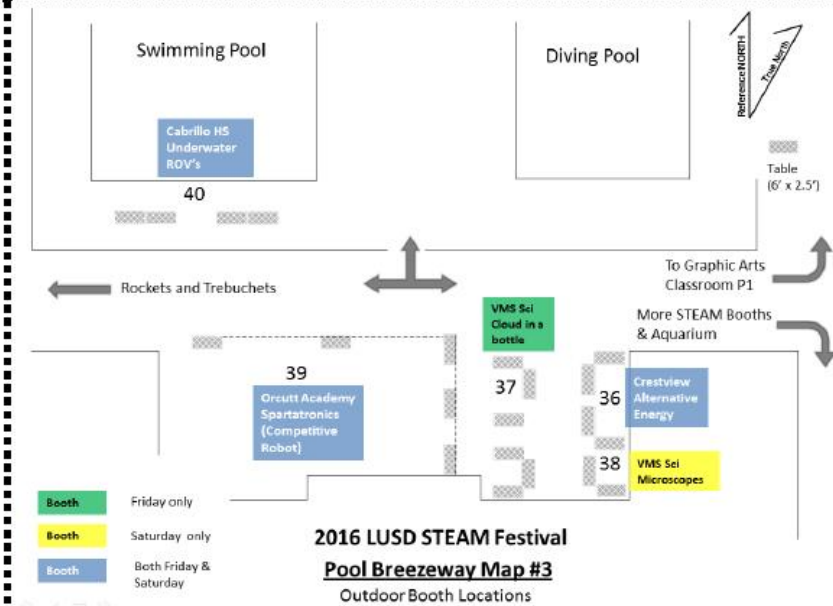 Swimming Pool
Diving Pool
Reference NORTH
True North
Cabrillo HS
Underwater
ROV's
40
Table
(6' x 2.5')
Rockets and Trebuchets
To Graphic Arts
Classroom P1
More STEAM Booths
& Aquarium
VMS Sci
Cloud in a
bottle
39
Orcutt Academy
Spartatronics
(Competitive
Robot)
37
36
Crestview
Alternative
Energy
38
VMS Sci
Microscopes
Booth Friday only
Booth Saturday only
Booth Both Friday &
Saturday
2016 LUSD STEAM Festival
Pool Breezeway Map #3
Outdoor Booth Locations